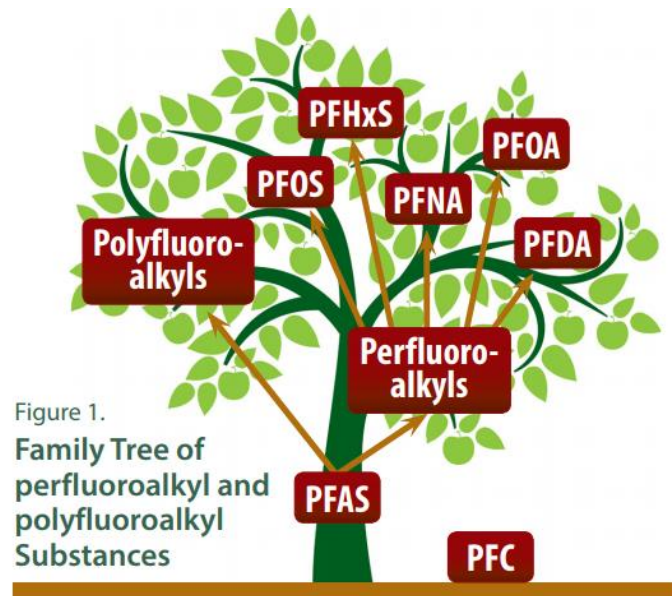 PFHxS
PFOA
PFOS
PFNA
Polyfluoro-
alkyls
PFDA
Perfluoro-
alkyls
Figure 1.
Family Tree of
perfluoroalkyl and
polyfluoroalkyl
Substances
PFAS
PFC